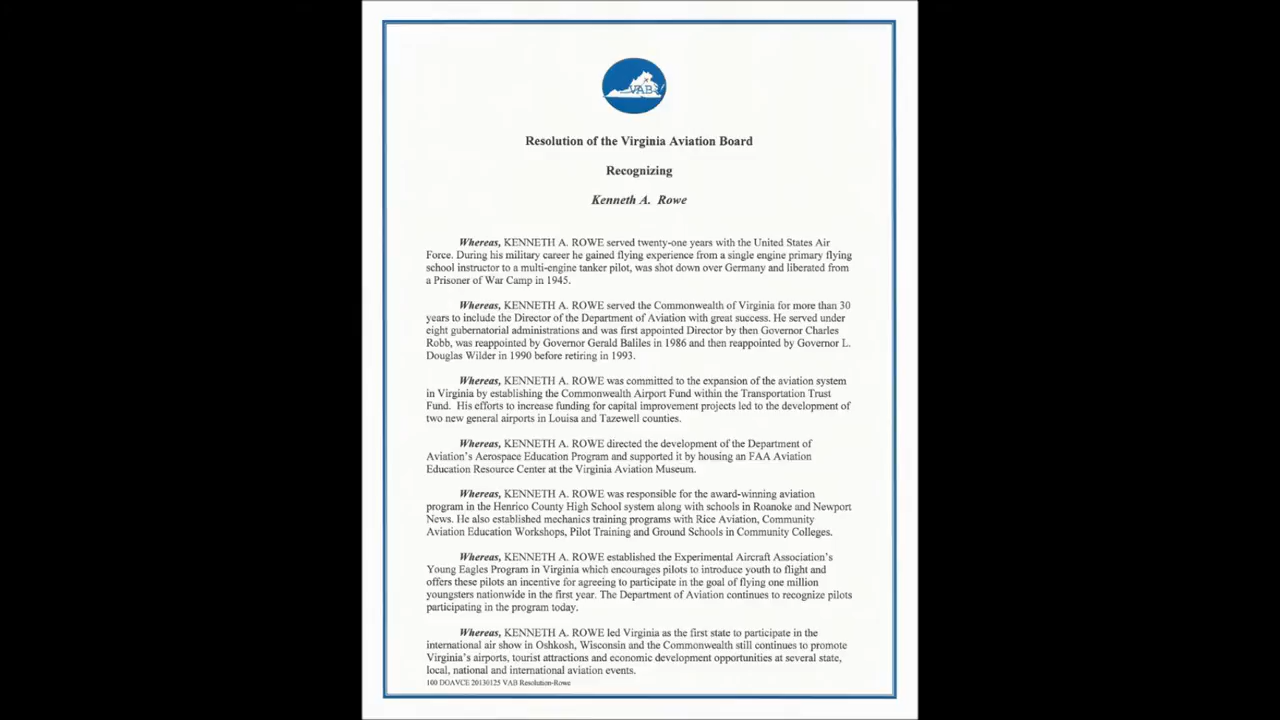 VAB
Resolution of the Virginia Aviation Board
Recognizing
Kenneth A. Rowe
Whereas, KENNETH A. ROWE served twenty-one years with the United States Air
Force. During his military career he gained flying experience from a single engine primary flying
school instructor to a multi-engine tanker pilot, was shot down over Germany and liberated from
a Prisoner of War Camp in 1945.
Whereas, KENNETH A. ROWE served the Commonwealth of Virginia for more than 30
years to include the Director of the Department of Aviation with great success. He served under
eight gubernatorial administrations and was first appointed Director by then Governor Charles
Robb, was reappointed by Governor Gerald Baliles in 1986 and then reappointed by Governor L.
Douglas Wilder in 1990 before retiring in 1993.
Whereas, KENNETH A. ROWE was committed to the expansion of the aviation system
in Virginia by establishing the Commonwealth Airport Fund within the Transportation Trust
Fund. His efforts to increase funding for capital improvement projects led to the development of
two new general airports in Louisa and Tazewell counties.
Whereas, KENNETH A. ROWE directed the development of the Department of
Aviation's Aerospace Education Program and supported it by housing an FAA Aviation
Education Resource Center at the Virginia Aviation Museum.
Whereas, KENNETH A. ROWE was responsible for the award-winning aviation
program in the Henrico County High School system along with schools in Roanoke and Newport
News. He also established mechanics training programs with Rice Aviation, Community
Aviation Education Workshops, Pilot Training and Ground Schools in Community Colleges.
Whereas, KENNETH A. ROWE established the Experimental Aircraft Association's
Young Eagles Program in Virginia which encourages pilots to introduce youth to flight and
offers these pilots an incentive for agreeing to participate in the goal of flying one million
youngsters nationwide in the first year. The Department of Aviation continues to recognize pilots
participating in the program today.
Whereas, KENNETH A. ROWE led Virginia as the first state to participate in the
international air show in Oshkosh, Wisconsin and the Commonwealth still continues to promote
Virginia's airports, tourist attractions and economic development opportunities at several state,
local, national and international aviation events.
100 DOAVCE 20130125 VAB Resolution-Rowe